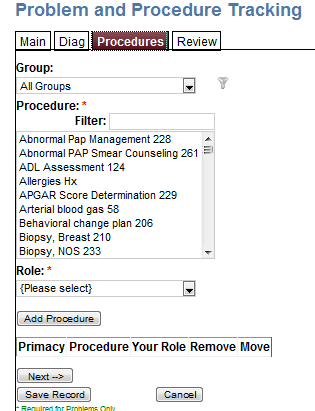 Problem and Procedure Tracking
Main Diag Procedures Review
Group:
All Groups
Procedure: *
Filter:
Abnormal Pap Management 228
Abnormal PAP Smear Counseling 261
ADL Assessment 124
Allergies Hx
APGAR Score Determination 229
Arterial blood gas 58
Behavioral change plan 206
Biopsy, Breast 210
Biopsy, NOS 233
Role: *
{Please select}
Add Procedure
Primacy Procedure Your Role Remove Move
Next -->
Save Record Cancel
* Required for Problems Only